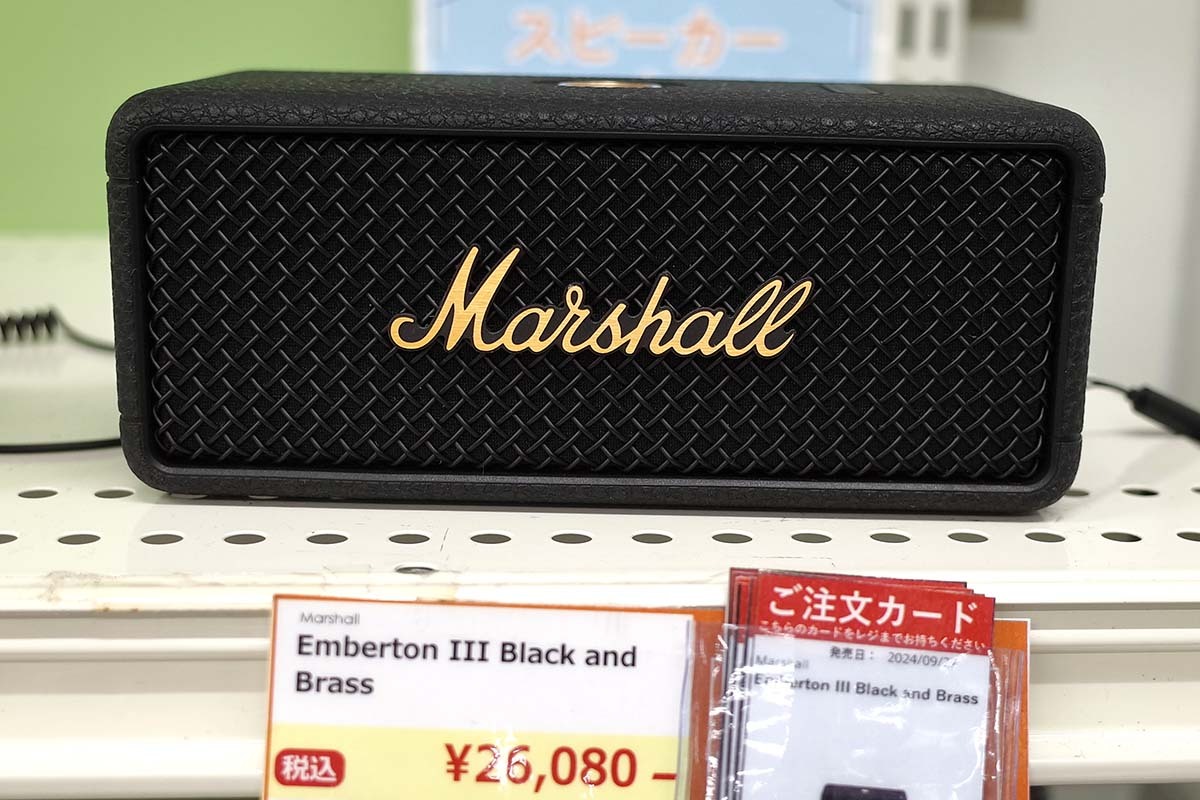 スピーカー
Marshall
Marshall
Emberton III Black and
Brass
税込
¥26,080 –
ご注文カード
こちらのカードをレジまでお持ちください
発売日: 2024/09/
Marshall
Emberton III Black and Brass